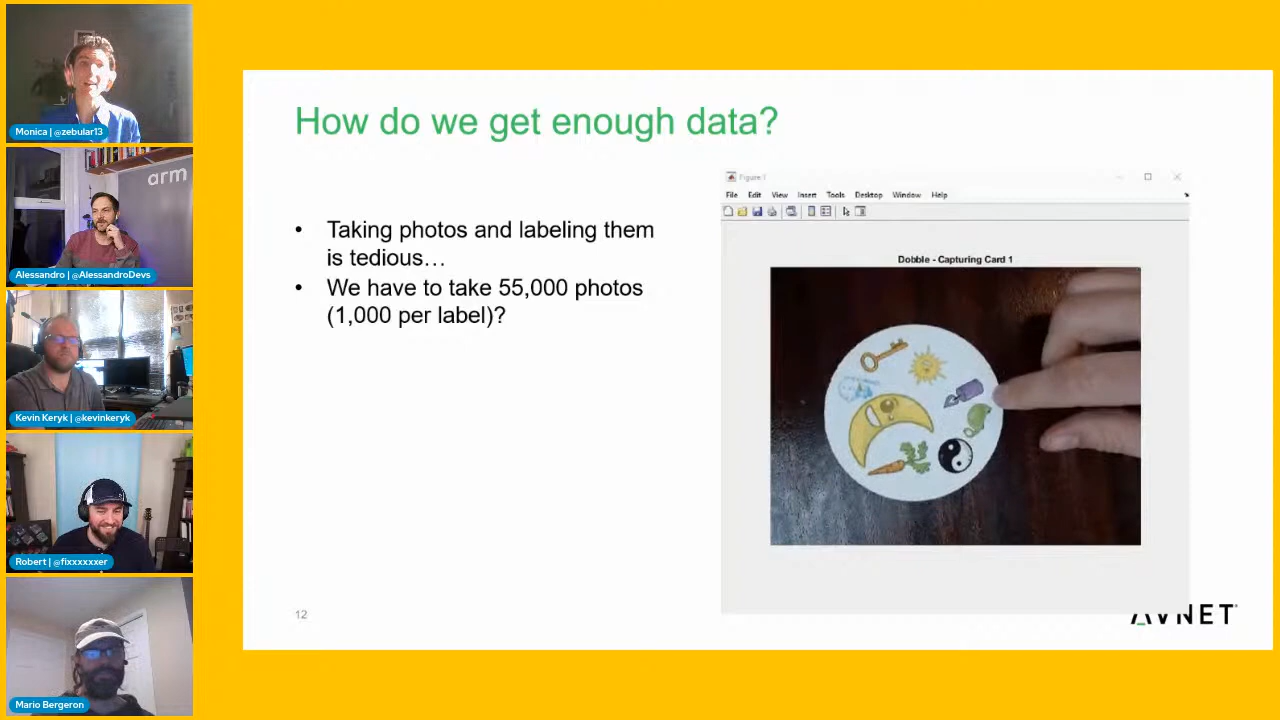 Monica | @zebular13
arm
Alessandro | @AlessandroDevs
Kevin Keryk | @kevinkeryk
Robert | @fixxxxxxer
Mario Bergeron
How do we get enough data?
• Taking photos and labeling them
is tedious…
• We have to take 55,000 photos
(1,000 per label)?
Figure 1
File Edit View Insert Tools Desktop Window Help
Dobble - Capturing Card 1
12
AVNET